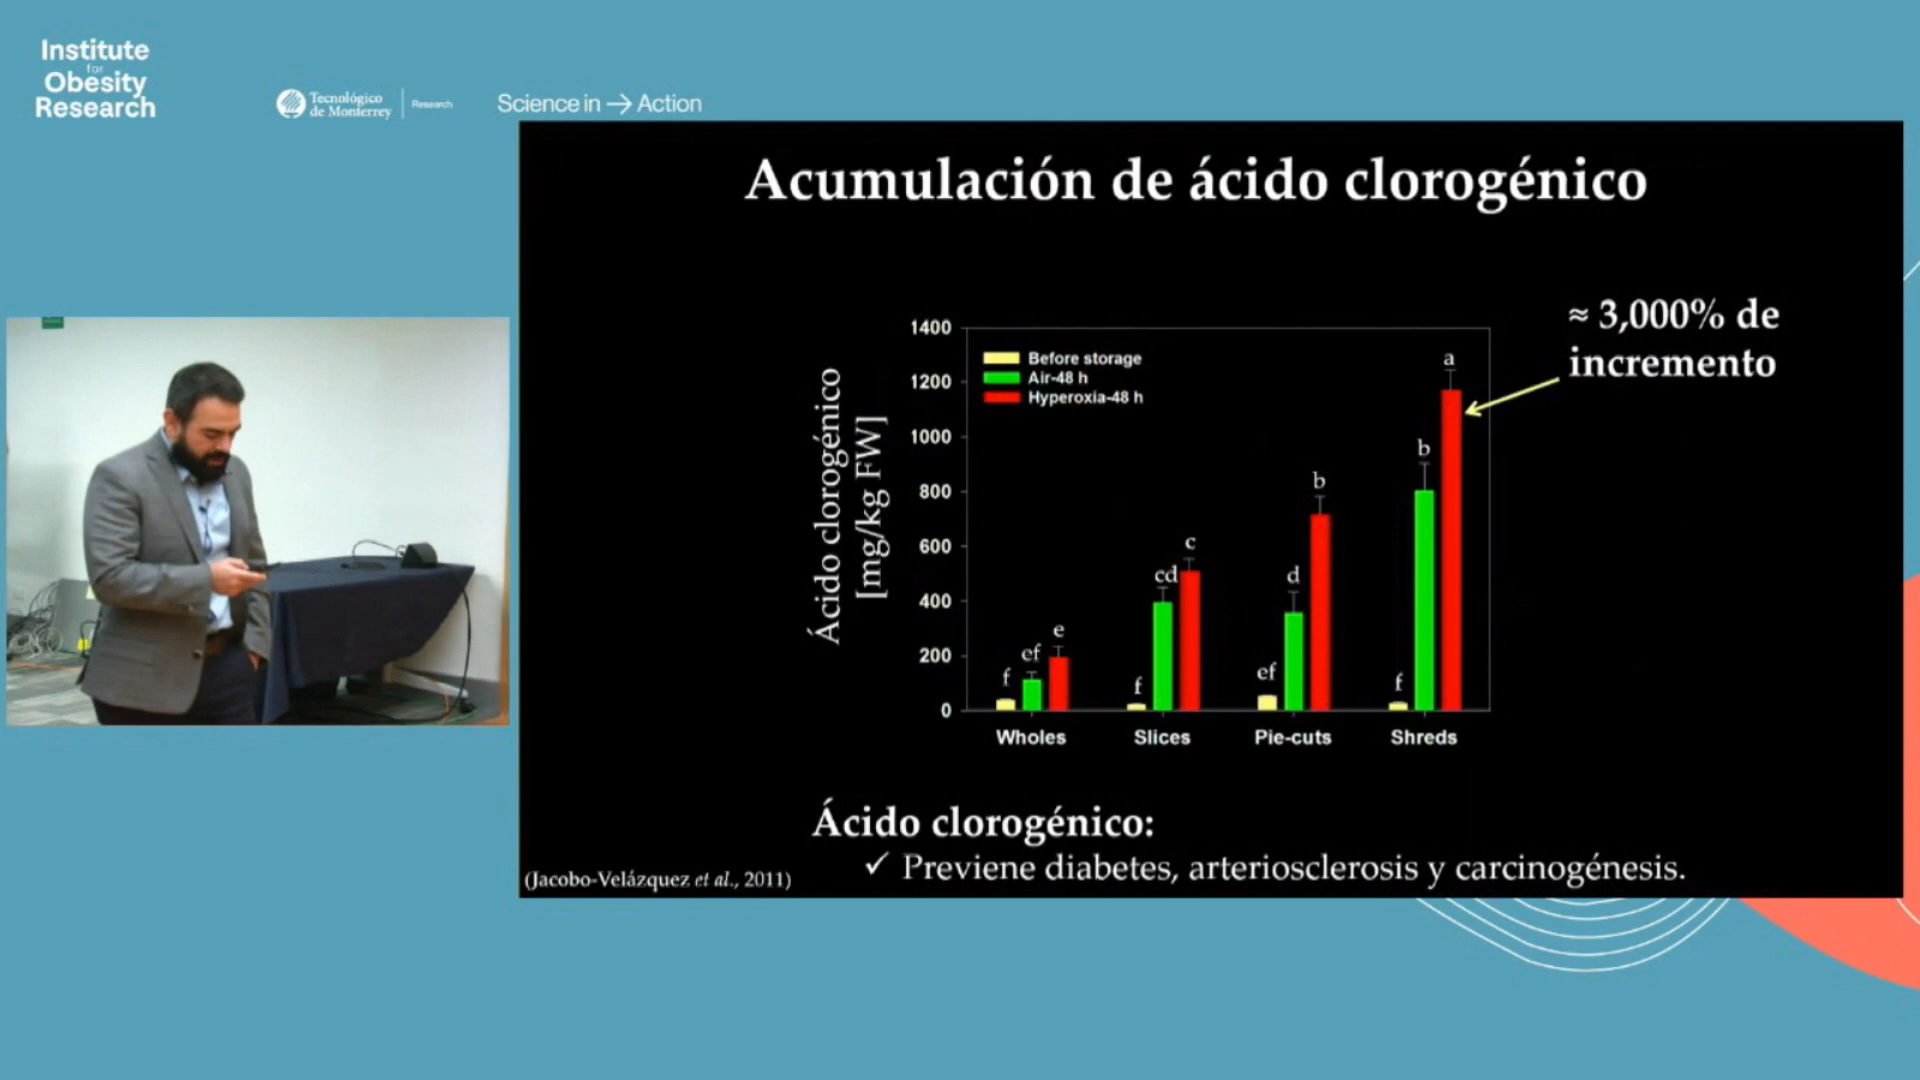 Institute
for
Obesity
Research
Tecnológico
de Monterrey
Research
Science in → Action
Acumulación de ácido clorogénico
≈ 3,000% de
incremento
Ácido clorogénico
[mg/kg FW]
1400
1200
1000
800
600
400
200
0
Before storage
Air-48 h
Hyperoxia-48 h
f
ef
e
f
cd
c
ef
d
b
f
b
a
Wholes
Slices
Pie-cuts
Shreds
Ácido clorogénico:
✓ Previene diabetes, arteriosclerosis y carcinogénesis.
(Jacobo-Velázquez et al., 2011)